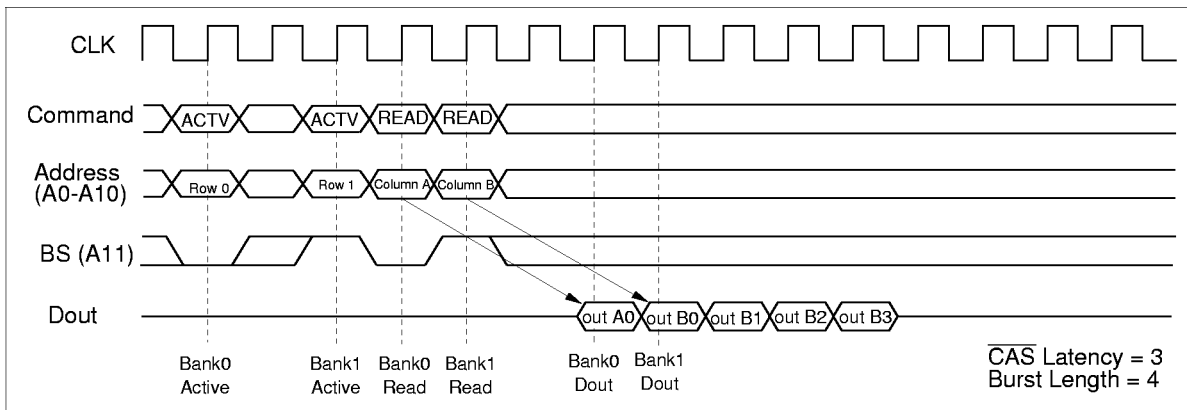 CLK
Command
ACTV
ACTV
READ
READ
Address
(A0-A10)
Row 0
Row 1
Column A
Column B
BS (A11)
Dout
out A0
out B0
out B1
out B2
out B3
Bank0
Active
Bank1
Active
Bank0
Read
Bank1
Read
Bank0
Dout
Bank1
Dout
CAS Latency = 3
Burst Length = 4